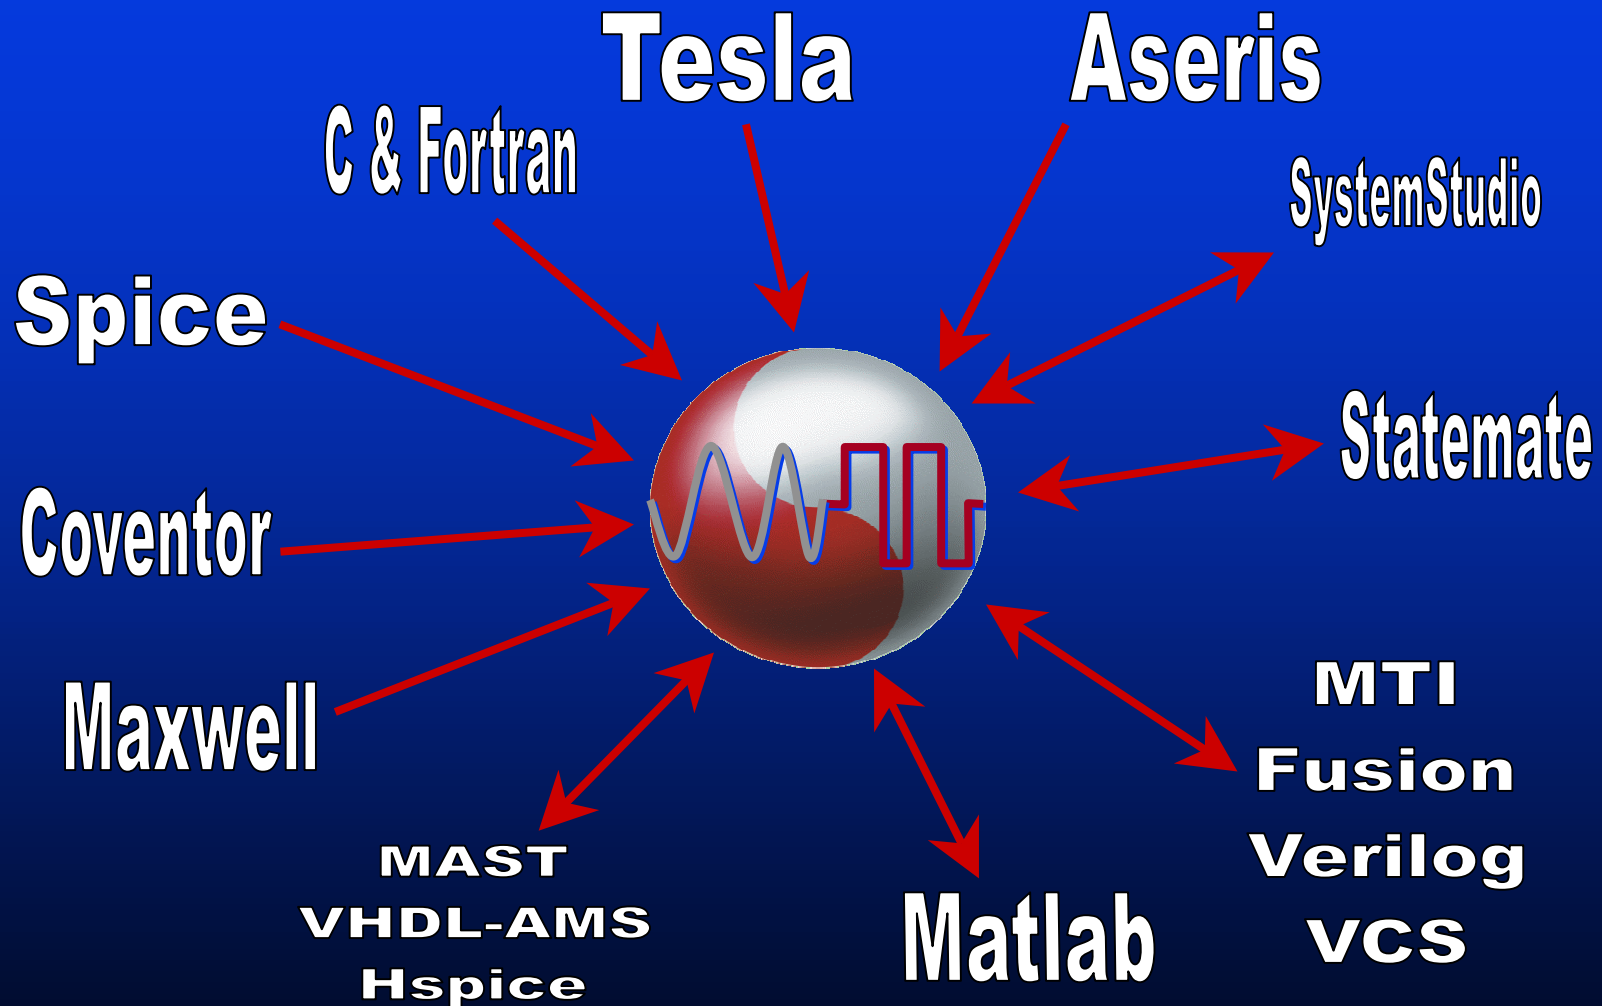 Tesla
Aseris
C & Fortran
SystemStudio
Spice
Statemate
Coventor
Maxwell
MTI
Fusion
Verilog
VCS
MAST
VHDL-AMS
Hspice
Matlab